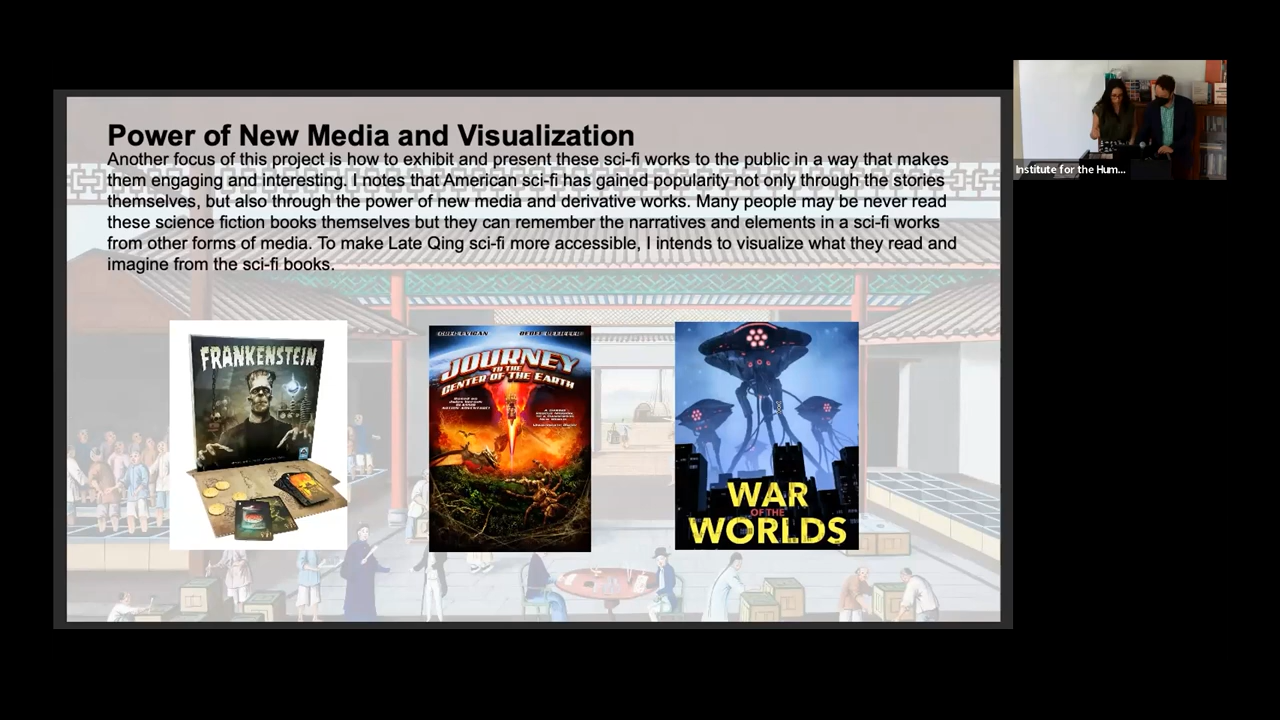 Power of New Media and Visualization
Another focus of this project is how to exhibit and present these sci-fi works to the public in a way that makes
them engaging and interesting. I notes that American sci-fi has gained popularity not only through the stories
themselves, but also through the power of new media and derivative works. Many people may be never read
these science fiction books themselves but they can remember the narratives and elements in a sci-fi works
from other forms of media. To make Late Qing sci-fi more accessible, I intends to visualize what they read and
imagine from the sci-fi books.
FRANKENSTEIN
JOURNEY
TO THE
CENTER OF THE EARTH
WAR
OF THE
WORLDS
Institute for the Hum...